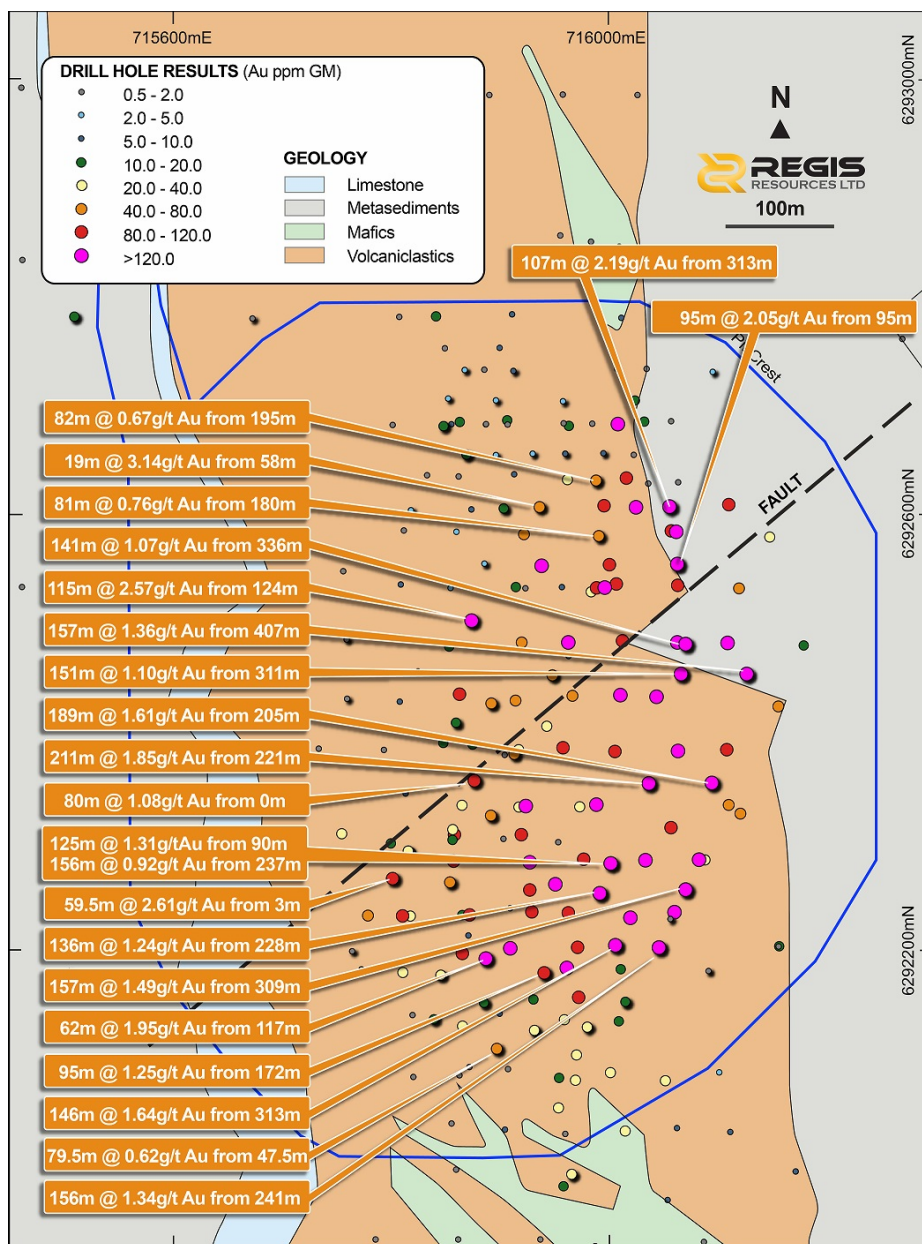 715600mE
716000mE
6293000mN
DRILL HOLE RESULTS (Au ppm GM)
0.5 - 2.0
2.0 - 5.0
5.0 - 10.0
10.0 - 20.0
20.0 - 40.0
40.0 - 80.0
80.0 - 120.0
>120.0
GEOLOGY
Limestone
Metasediments
Mafics
Volcaniclastics
N
REGIS
RESOURCES LTD
100m
107m @ 2.19g/t Au from 313m
95m @ 2.05g/t Au from 95m
Crest
82m @ 0.67g/t Au from 195m
19m @ 3.14g/t Au from 58m
81m @ 0.76g/t Au from 180m
FAULT
6292600mN
141m @ 1.07g/t Au from 336m
115m @ 2.57g/t Au from 124m
157m @ 1.36g/t Au from 407m
151m @ 1.10g/t Au from 311m
189m @ 1.61g/t Au from 205m
211m @ 1.85g/t Au from 221m
80m @ 1.08g/t Au from 0m
125m @ 1.31g/tAu from 90m
156m @ 0.92g/t Au from 237m
59.5m @ 2.61g/t Au from 3m
136m @ 1.24g/t Au from 228m
6292200mN
157m @ 1.49g/t Au from 309m
62m @ 1.95g/t Au from 117m
95m @ 1.25g/t Au from 172m
146m @ 1.64g/t Au from 313m
79.5m @ 0.62g/t Au from 47.5m
156m @ 1.34g/t Au from 241m